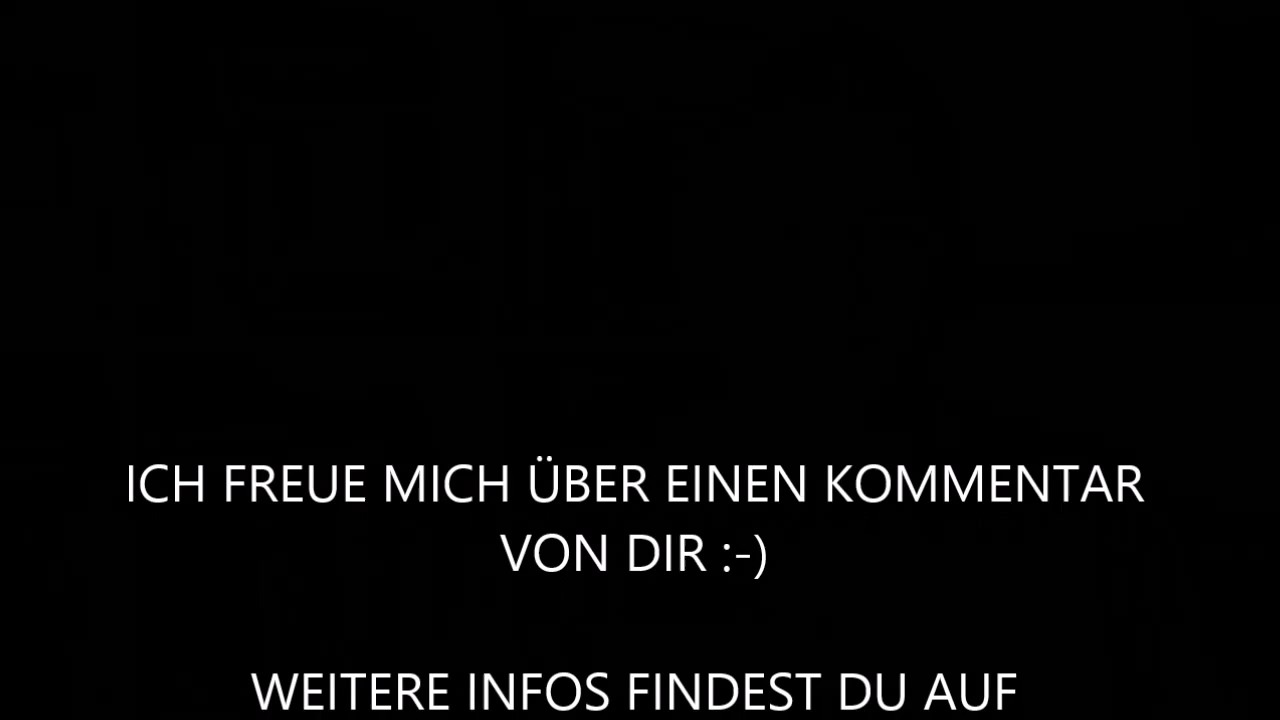 ICH FREUE MICH ÜBER EINEN KOMMENTAR
VON DIR :-)
WEITERE INFOS FINDEST DU AUF